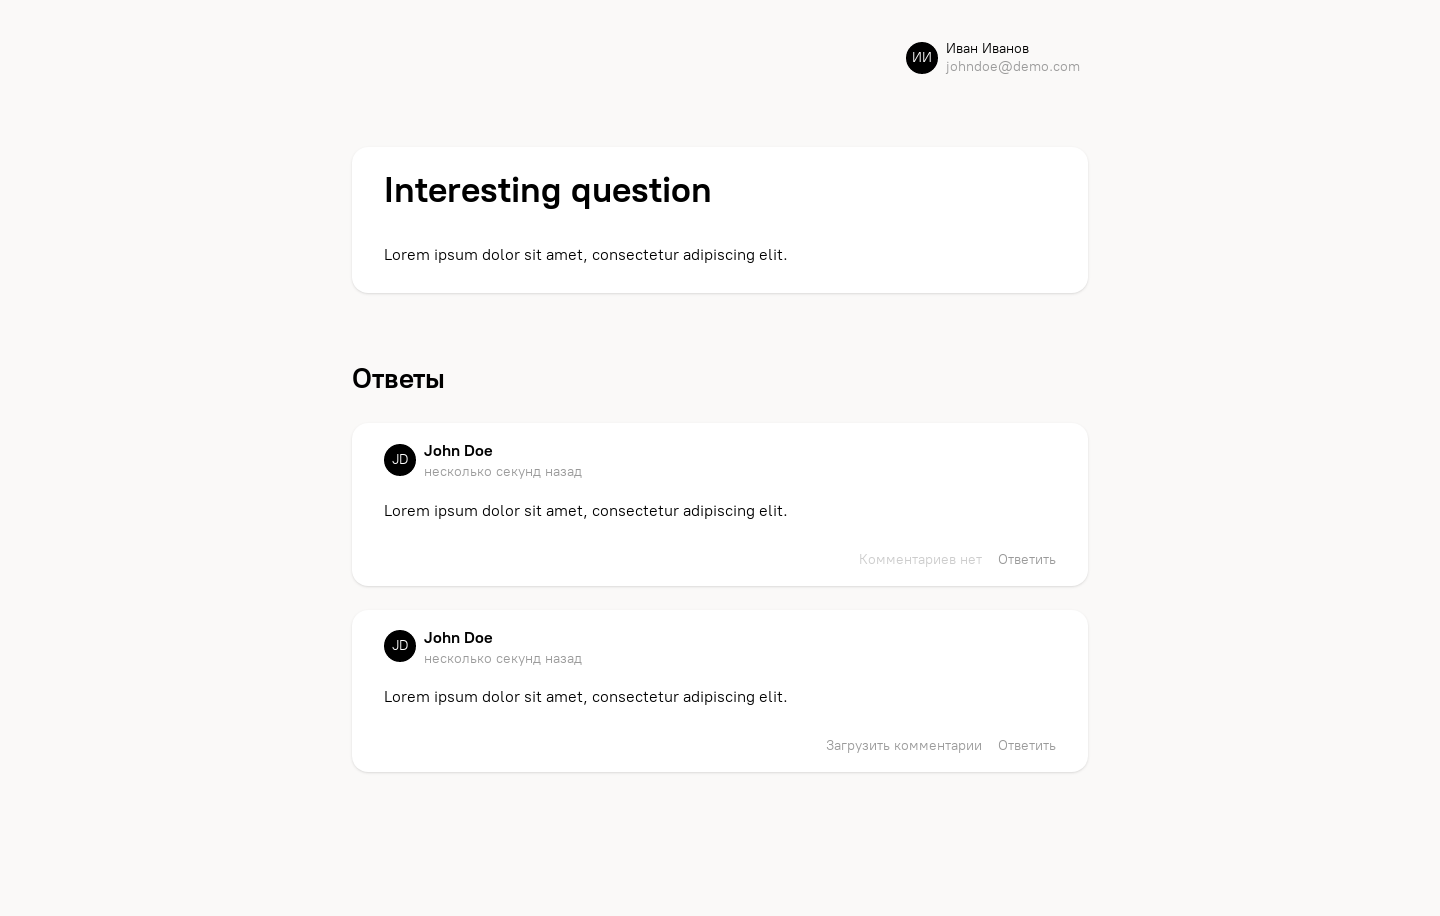 ИИ
Иван Иванов
johndoe@demo.com
Interesting question
Lorem ipsum dolor sit amet, consectetur adipiscing elit.
Ответы
JD
John Doe
несколько секунд назад
Lorem ipsum dolor sit amet, consectetur adipiscing elit.
Комментариев нет Ответить
JD
John Doe
несколько секунд назад
Lorem ipsum dolor sit amet, consectetur adipiscing elit.
Загрузить комментарии Ответить